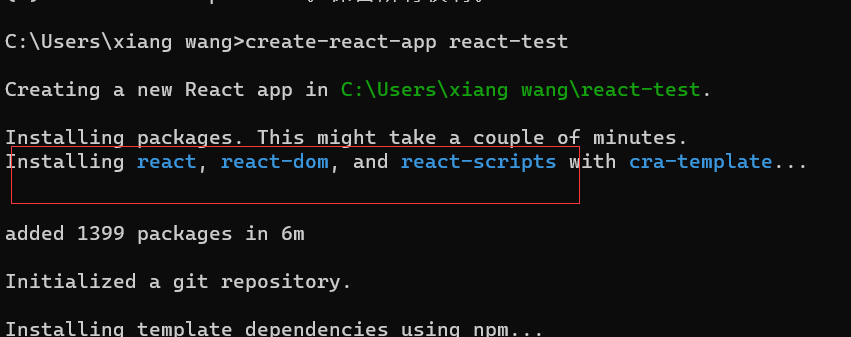 C:\Users\xiang wang>create-react-app react-test
Creating a new React app in C:\Users\xiang wang\react-test.
Installing packages. This might take a couple of minutes.
Installing react, react-dom, and react-scripts with cra-template...
added 1399 packages in 6m
Initialized a git repository.
Installing template dependencies using npm...